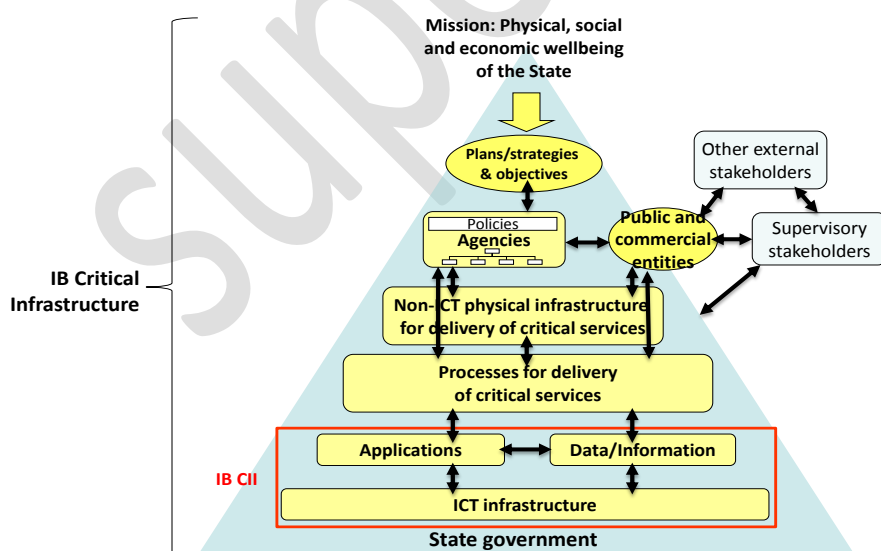 Mission: Physical, social
and economic wellbeing
of the State
Plans/strategies
& objectives
Other external
stakeholders
Policies
Agencies
Public and
commercial
entities
Supervisory
stakeholders
IB Critical
Infrastructure
Non-ICT physical infrastructure
for delivery of critical services
Processes for delivery
of critical services
Applications
Data/Information
IB CII
ICT infrastructure
State government